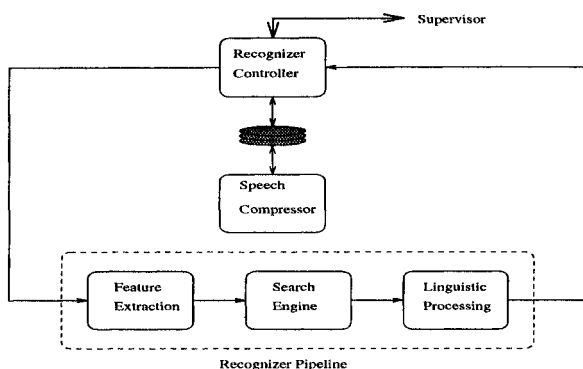 Supervisor
Recognizer
Controller
Speech
Compressor
Feature
Extraction
Search
Engine
Linguistic
Processing
Recognizer Pipeline